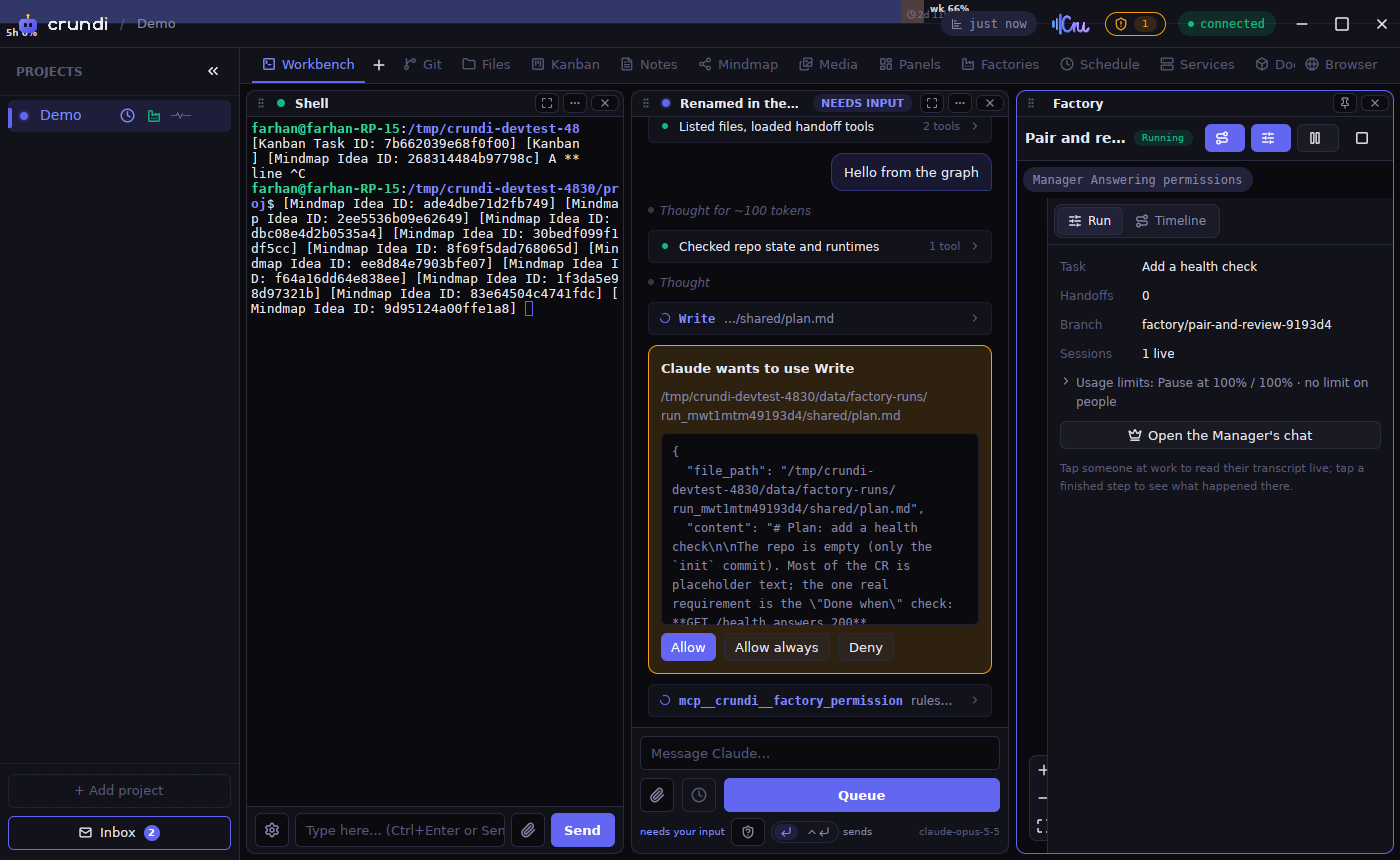 5h 6%
crundi / Demo
2d 11
wk 66%
just now
Cru
1
connected
PROJECTS
Demo
+ Add project
Inbox 2
Workbench
Git
Files
Kanban
Notes
Mindmap
Media
Panels
Factories
Schedule
Services
Doc
Browser
Shell
farhan@farhan-RP-15:/tmp/crundi-devtest-48
[Kanban Task ID: 7b662039e68f0f00] [Kanban
] [Mindmap Idea ID: 268314484b97798c] A **
line ^C
farhan@farhan-RP-15:/tmp/crundi-devtest-4830/pr
oj$ [Mindmap Idea ID: ade4dbe71d2fb749] [Mindma
p Idea ID: 2ee5536b09e62649] [Mindmap Idea ID:
dbc08e4d2b0535a4] [Mindmap Idea ID: 30bedf099f1
df5cc] [Mindmap Idea ID: 8f69f5dad768065d] [Min
dmap Idea ID: ee8d84e7903bfe07] [Mindmap Idea I
D: f64a16dd64e838ee] [Mindmap Idea ID: 1f3da5e9
8d97321b] [Mindmap Idea ID: 83e64504c4741fdc] [
Mindmap Idea ID: 9d95124a00ffe1a8]
Type here... (Ctrl+Enter or Sen
Send
Renamed in the...
NEEDS INPUT
Listed files, loaded handoff tools
2 tools
Hello from the graph
Thought for ~100 tokens
Checked repo state and runtimes
1 tool
Thought
Write …/shared/plan.md
Claude wants to use Write
/tmp/crundi-devtest-4830/data/factory-runs/
run_mwt1mtm49193d4/shared/plan.md
{
"file_path": "/tmp/crundi-
devtest-4830/data/factory-runs/
run_mwt1mtm49193d4/shared/plan.md",
"content": "# Plan: add a health
check\n\nThe repo is empty (only the
`init` commit). Most of the CR is
placeholder text; the one real
requirement is the \"Done when\" check:
**GET /health answers 200**
Allow
Allow always
Deny
mcp__crundi__factory_permission rules...
Message Claude…
Queue
needs your input
sends
claude-opus-5-5
Factory
Pair and re...
Running
Manager Answering permissions
Run
Timeline
Task Add a health check
Handoffs 0
Branch factory/pair-and-review-9193d4
Sessions 1 live
Usage limits: Pause at 100% / 100% · no limit on
people
Open the Manager's chat
Tap someone at work to read their transcript live; tap a
finished step to see what happened there.